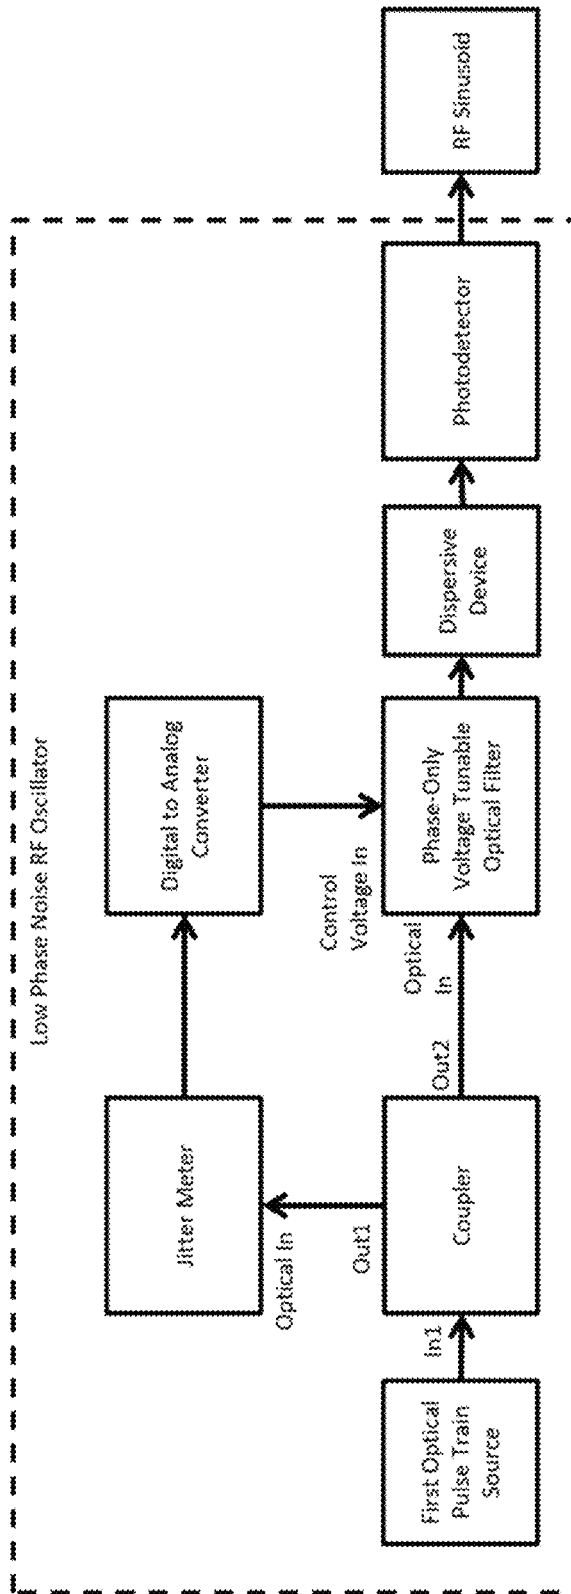 Low Phase Noise RF Oscillator
Jitter Meter
Digital to Analog
Converter
Optical In
Control
Voltage In
Out1
Optical
In
In1
Out2
First Optical
Pulse Train
Source
Coupler
Phase-Only
Voltage Tunable
Optical Filter
Dispersive
Device
Photodetector
RF Sinusoid